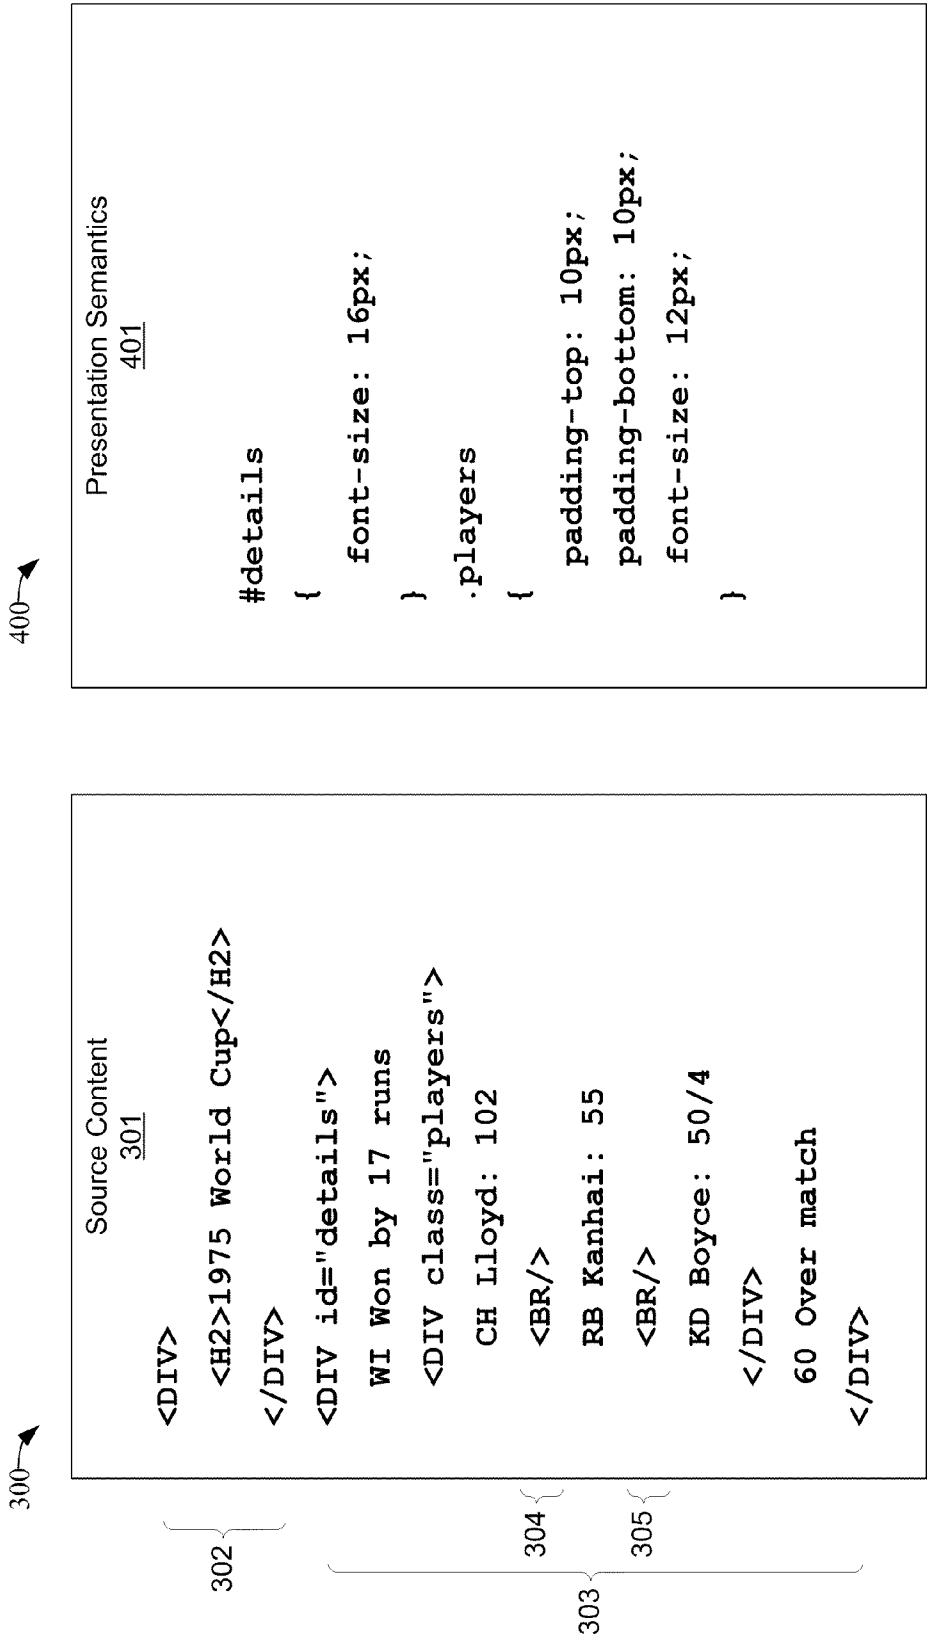 300
Source Content
301
<DIV>
<H2>1975 World Cup</H2>
</DIV>
<DIV id="details">
WI Won by 17 runs
<DIV class="players">
CH Lloyd: 102
<BR/>
RB Kanhai: 55
<BR/>
KD Boyce: 50/4
</DIV>
60 Over match
</DIV>
302
304
305
303
400
Presentation Semantics
401
#details
{
font-size: 16px;
}
.players
{
padding-top: 10px;
padding-bottom: 10px;
font-size: 12px;
}